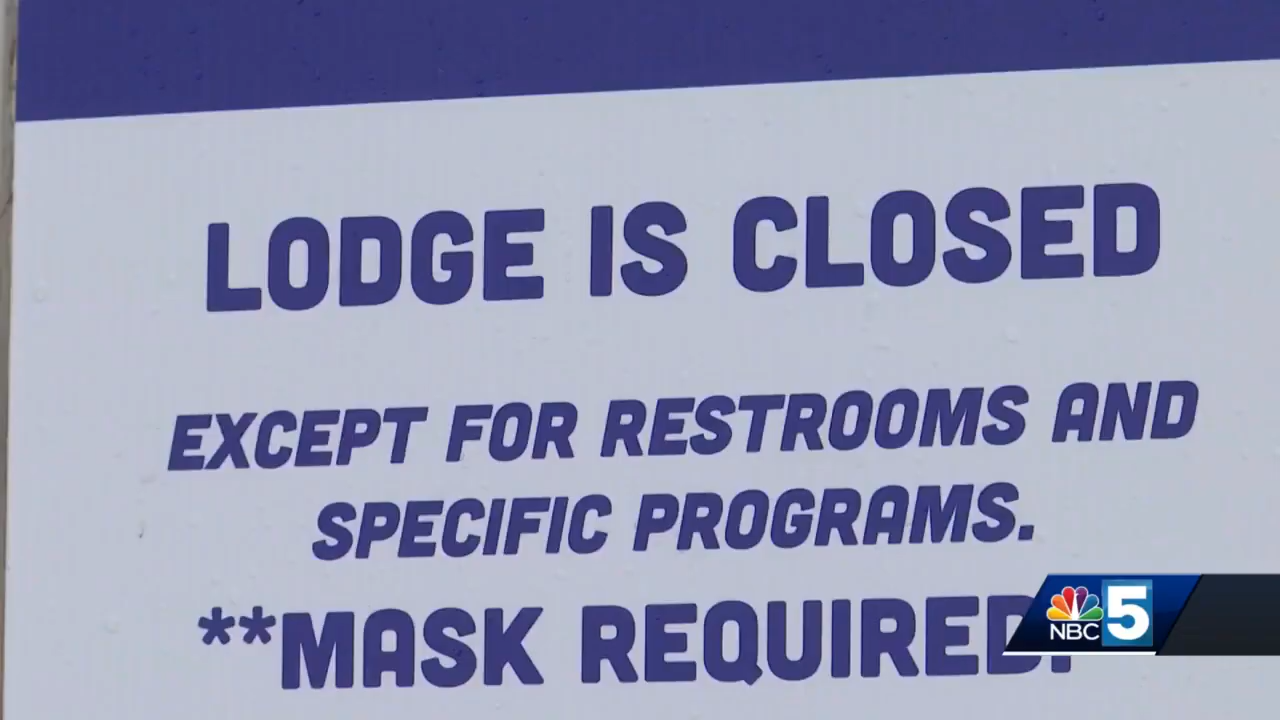 LODGE IS CLOSED
EXCEPT FOR RESTROOMS AND
SPECIFIC PROGRAMS.
**MASK REQUIRED.
NBC 5